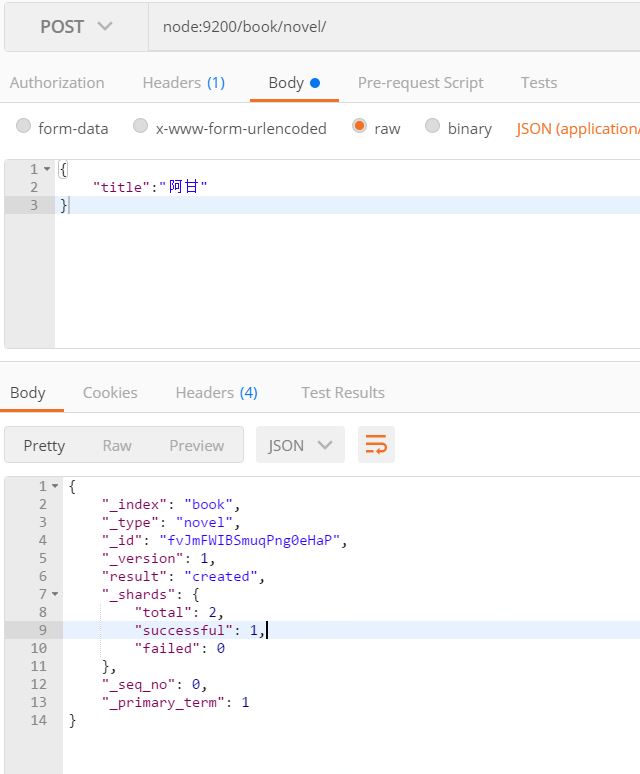 POST node:9200/book/novel/
Authorization Headers (1) Body Pre-request Script Tests
form-data x-www-form-urlencoded raw binary JSON (application/
1 {
2 "title":"阿甘"
3 }
Body Cookies Headers (4) Test Results
Pretty Raw Preview JSON
1 {
2 "_index": "book",
3 "_type": "novel",
4 "_id": "fvJmFWIBSmuqPng0eHaP",
5 "_version": 1,
6 "result": "created",
7 "_shards": {
8 "total": 2,
9 "successful": 1,
10 "failed": 0
11 },
12 "_seq_no": 0,
13 "_primary_term": 1
14 }